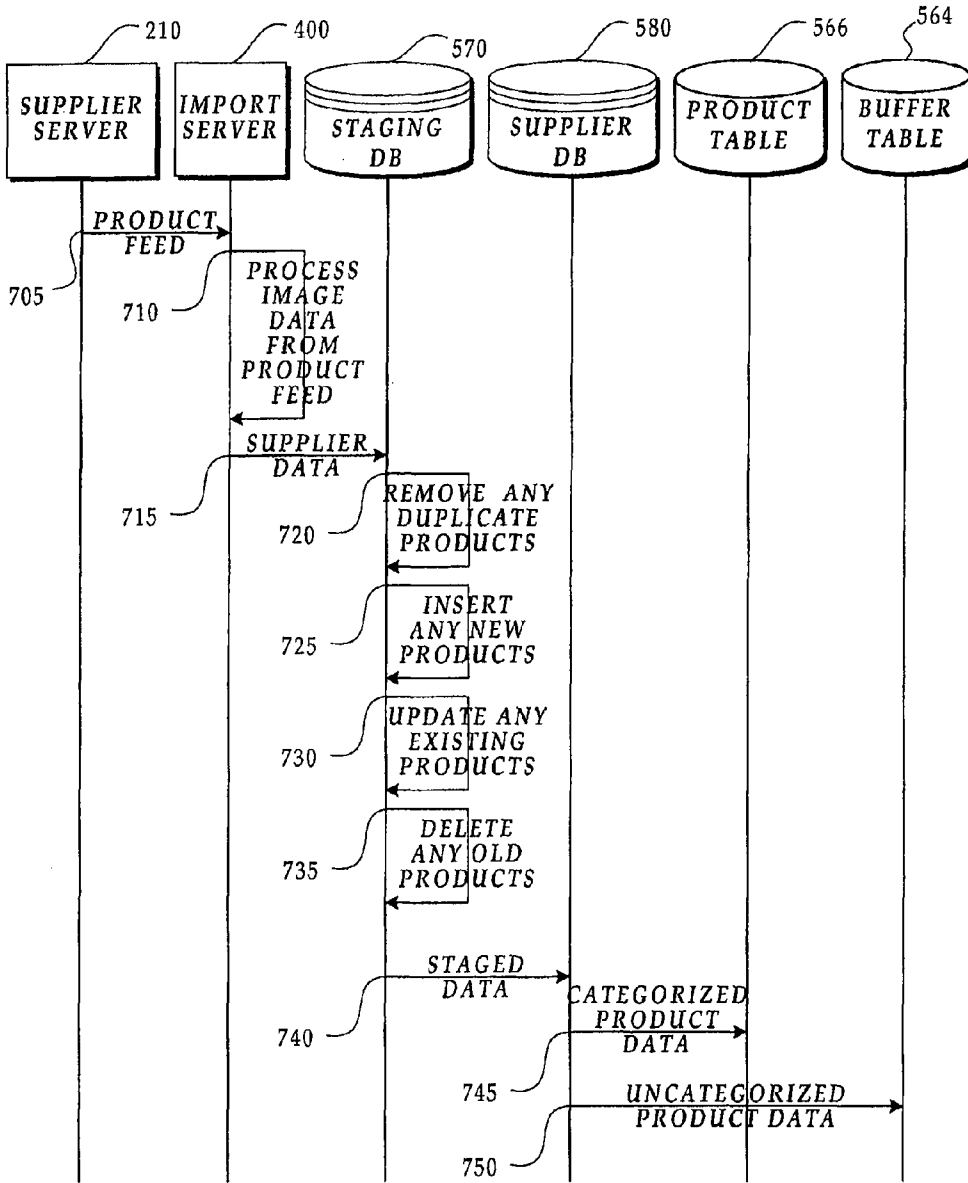 210
400
570
580
566
564
SUPPLIER
SERVER
IMPORT
SERVER
STAGING
DB
SUPPLIER
DB
PRODUCT
TABLE
BUFFER
TABLE
PRODUCT
FEED
705
710
PROCESS
IMAGE
DATA
FROM
PRODUCT
FEED
SUPPLIER
DATA
715
720
REMOVE ANY
DUPLICATE
PRODUCTS
725
INSERT
ANY NEW
PRODUCTS
730
UPDATE ANY
EXISTING
PRODUCTS
735
DELETE
ANY OLD
PRODUCTS
STAGED
DATA
740
CATEGORIZED
PRODUCT
DATA
745
UNCATEGORIZED
PRODUCT DATA
750